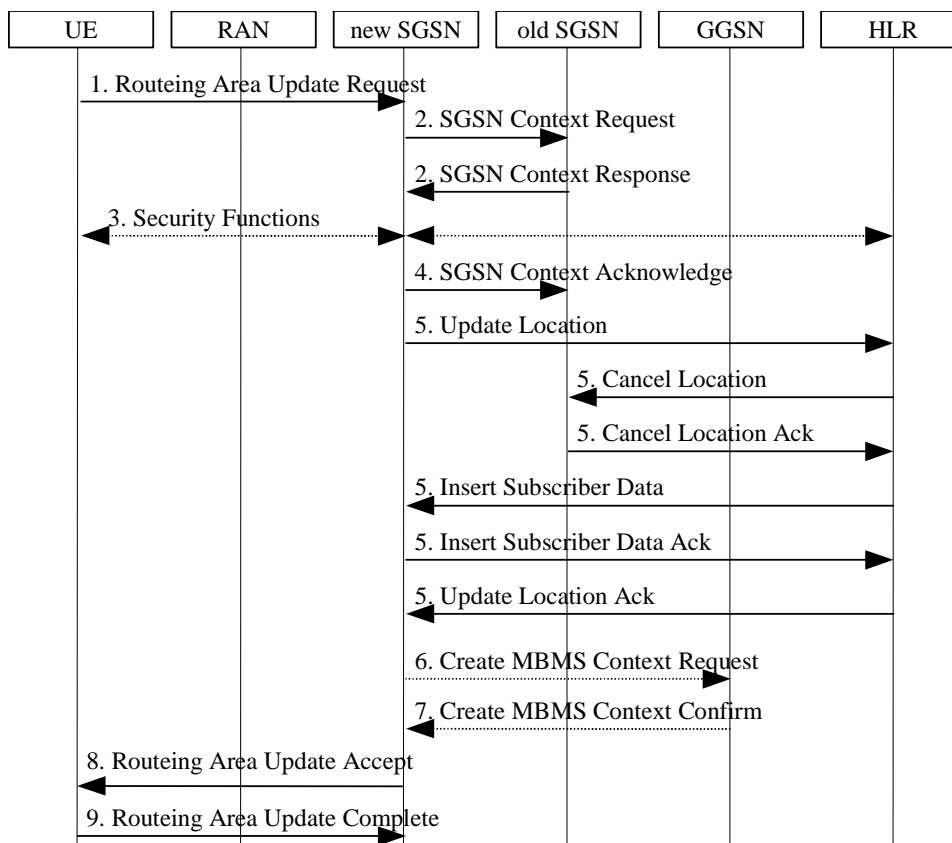 UE
RAN
new SGSN
old SGSN
GGSN
HLR
1. Routeing Area Update Request
2. SGSN Context Request
2. SGSN Context Response
3. Security Functions
4. SGSN Context Acknowledge
5. Update Location
5. Cancel Location
5. Cancel Location Ack
5. Insert Subscriber Data
5. Insert Subscriber Data Ack
5. Update Location Ack
6. Create MBMS Context Request
7. Create MBMS Context Confirm
8. Routeing Area Update Accept
9. Routeing Area Update Complete